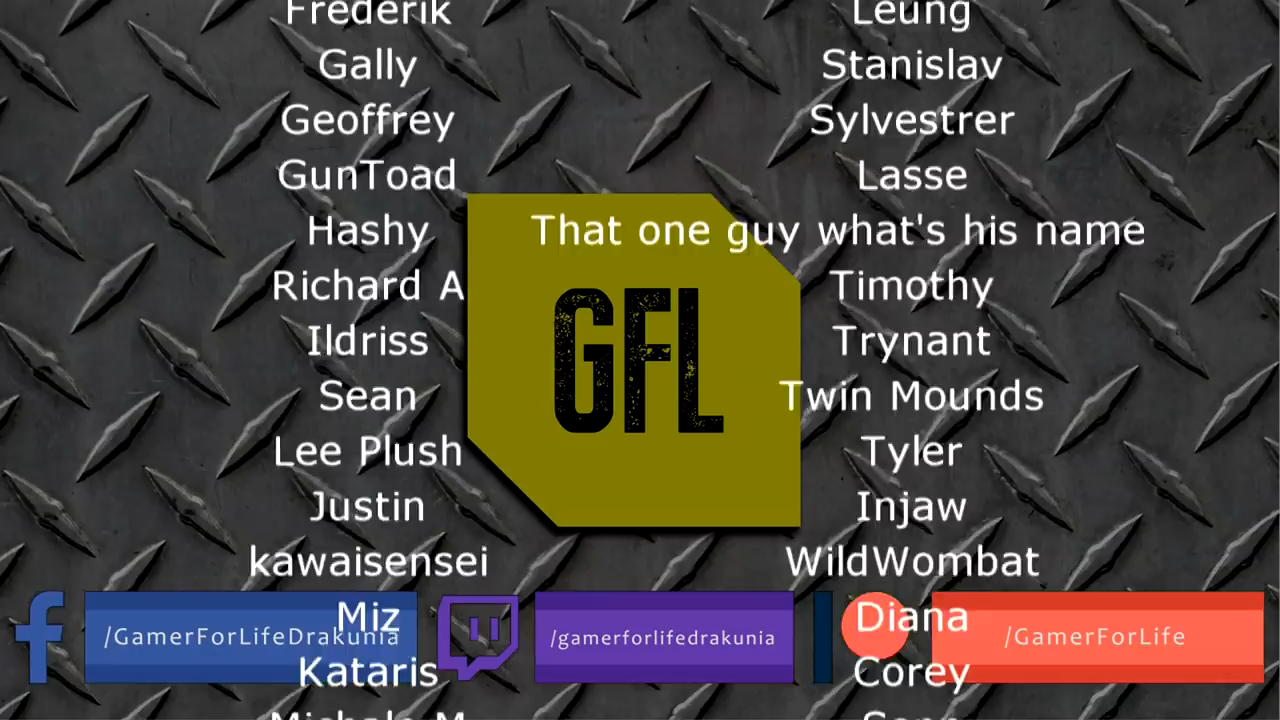 Frederik
Gally
Geoffrey
GunToad
Hashy
Richard A
Ildriss
Sean
Lee Plush
Justin
kawaisensei
Miz
Kataris
Leung
Stanislav
Sylvestrer
Lasse
That one guy what's his name
Timothy
Trynant
Twin Mounds
Tyler
Injaw
WildWombat
Diana
Corey
GFL
/GamerForLifeDrakunia
/gamerforlifedrakunia
/GamerForLife